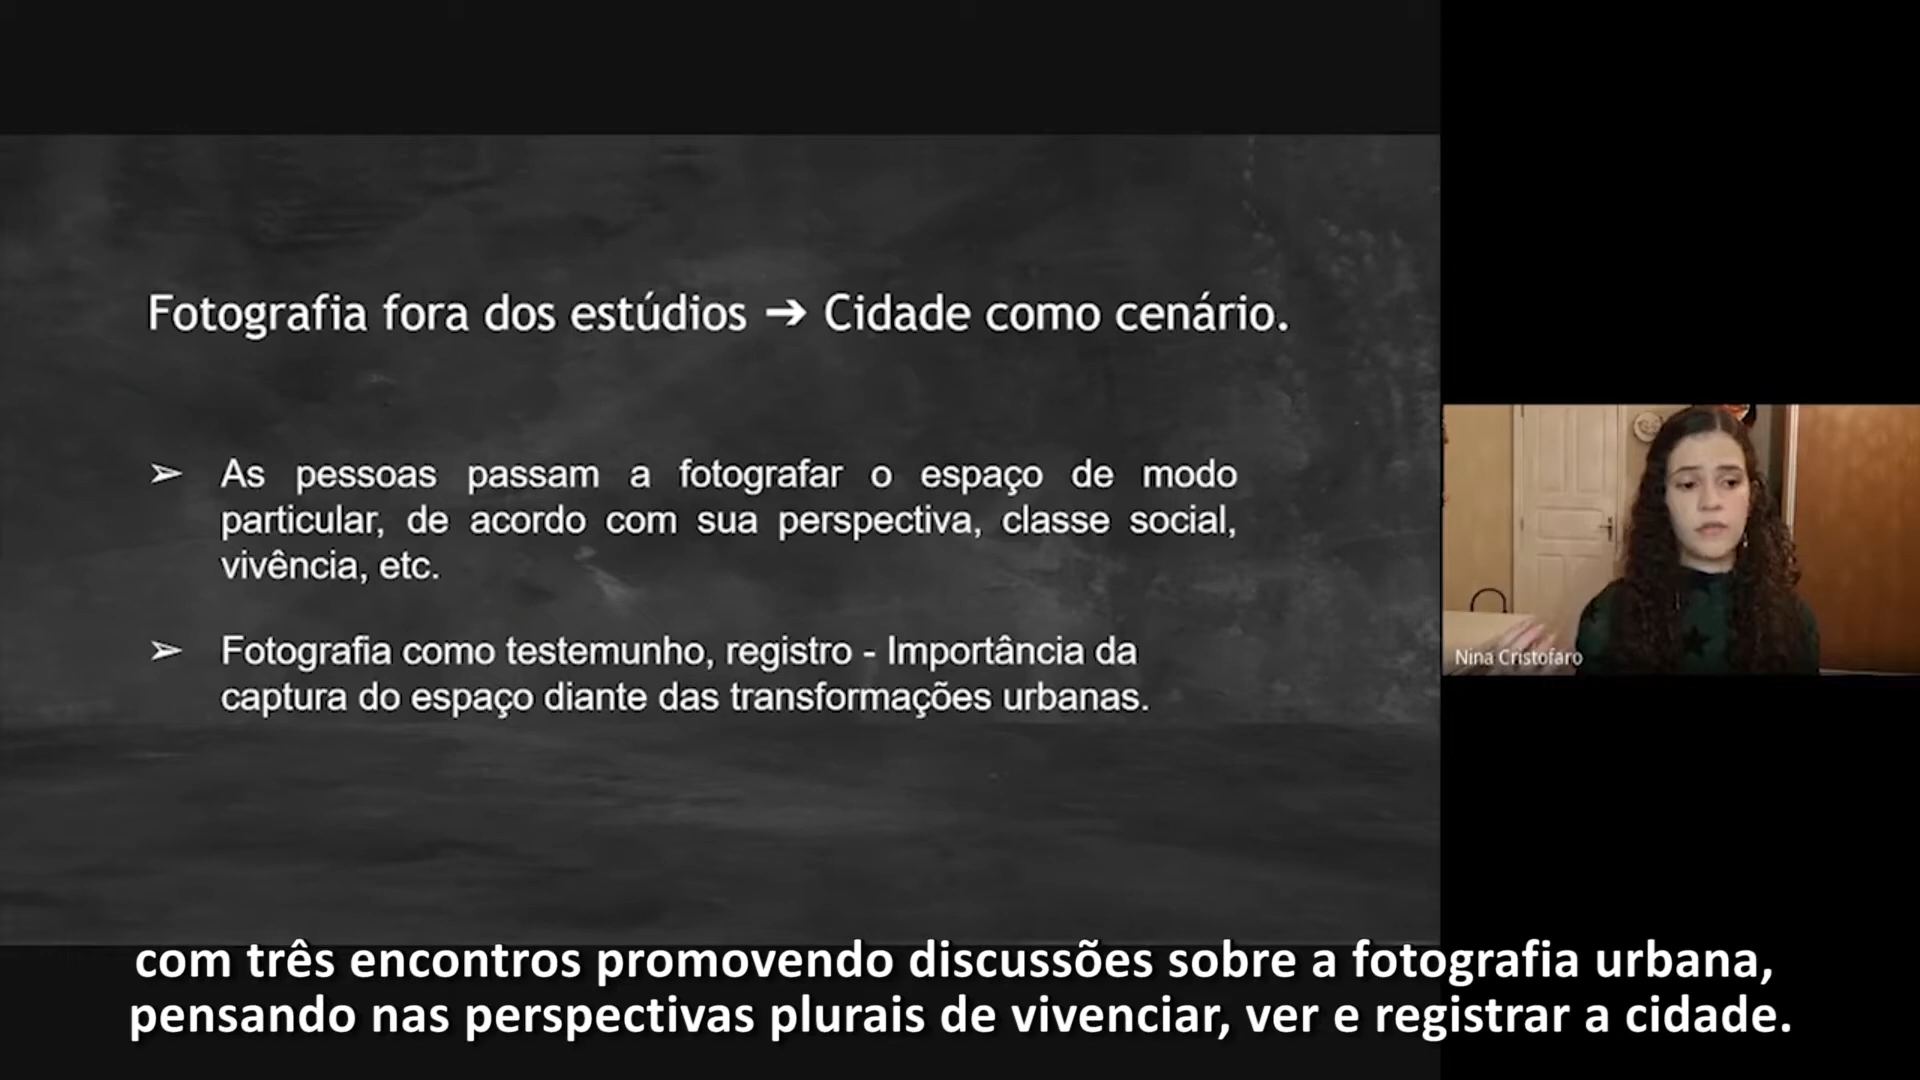 Fotografia fora dos estúdios ➔ Cidade como cenário.
➢ As pessoas passam a fotografar o espaço de modo
particular, de acordo com sua perspectiva, classe social,
vivência, etc.
➢ Fotografia como testemunho, registro - Importância da
captura do espaço diante das transformações urbanas.
Nina Cristofaro
com três encontros promovendo discussões sobre a fotografia urbana,
pensando nas perspectivas plurais de vivenciar, ver e registrar a cidade.